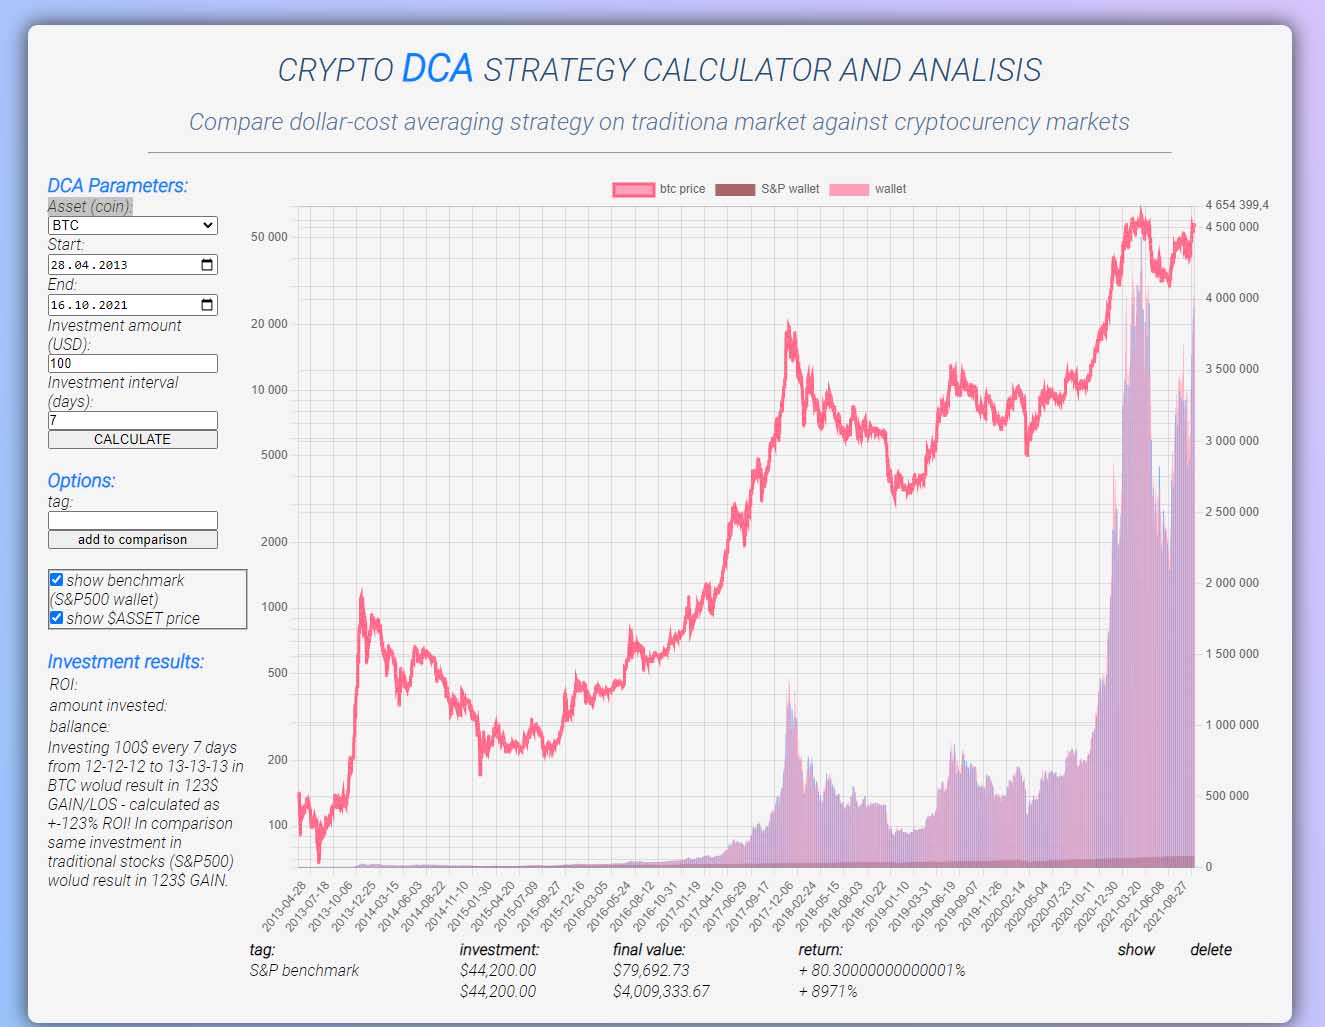 CRYPTO DCA STRATEGY CALCULATOR AND ANALISIS
Compare dollar-cost averaging strategy on traditiona market against cryptocurency markets
DCA Parameters:
Asset (coin):
BTC
Start:
28.04.2013
End:
16.10.2021
Investment amount
(USD):
100
Investment interval
(days):
7
CALCULATE
Options:
tag:
add to comparison
show benchmark
(S&P500 wallet)
show $ASSET price
Investment results:
ROI:
amount invested:
ballance:
Investing 100$ every 7 days
from 12-12-12 to 13-13-13 in
BTC wolud result in 123$
GAIN/LOS - calculated as
+-123% ROI! In comparison
same investment in
traditional stocks (S&P500)
wolud result in 123$ GAIN.
btc price S&P wallet wallet
50 000
20 000
10 000
5000
2000
1000
500
200
100
4 654 399,4
4 500 000
4 000 000
3 500 000
3 000 000
2 500 000
2 000 000
1 500 000
1 000 000
500 000
0
2013-04-28 2013-07-18 2013-10-06 2013-12-25 2014-03-15 2014-06-03 2014-08-22 2014-11-10 2015-01-30 2015-04-20 2015-07-09 2015-09-27 2015-12-16 2016-03-05 2016-05-24 2016-08-12 2016-10-31 2017-01-19 2017-04-10 2017-06-29 2017-09-17 2017-12-06 2018-02-24 2018-05-15 2018-08-03 2018-10-22 2019-01-10 2019-03-31 2019-06-19 2019-09-07 2019-11-26 2020-02-14 2020-05-04 2020-07-23 2020-10-11 2020-12-30 2021-03-20 2021-06-08 2021-08-27
tag: investment: final value: return: show delete
S&P benchmark $44,200.00 $79,692.73 + 80.30000000000001%
$44,200.00 $4,009,333.67 + 8971%